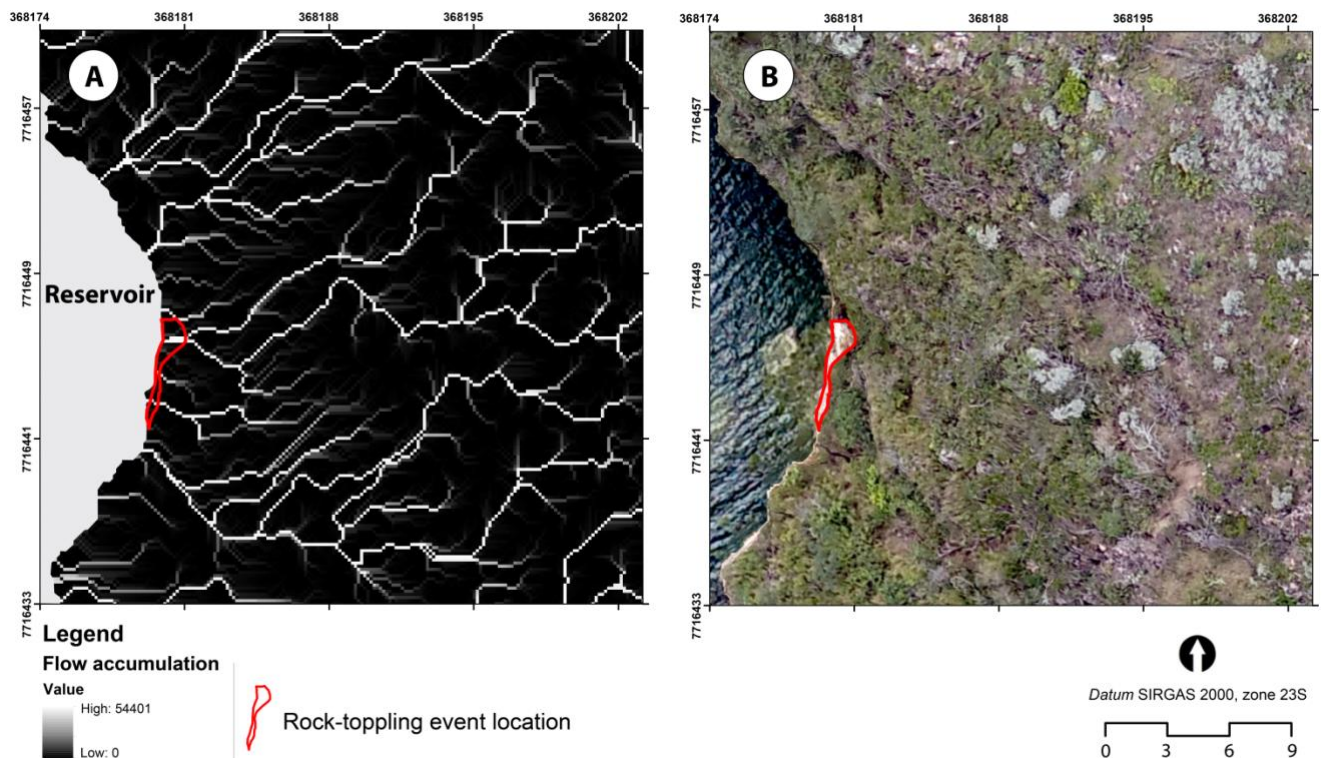 368174 368181 368188 368195 368202
368174 368181 368188 368195 368202
A
B
7716457
7716449
7716441
7716433
7716457
7716449
7716441
7716433
Reservoir
Legend
Flow accumulation
Value
High: 54401
Low: 0
Rock-toppling event location
Datum SIRGAS 2000, zone 23S
0 3 6 9